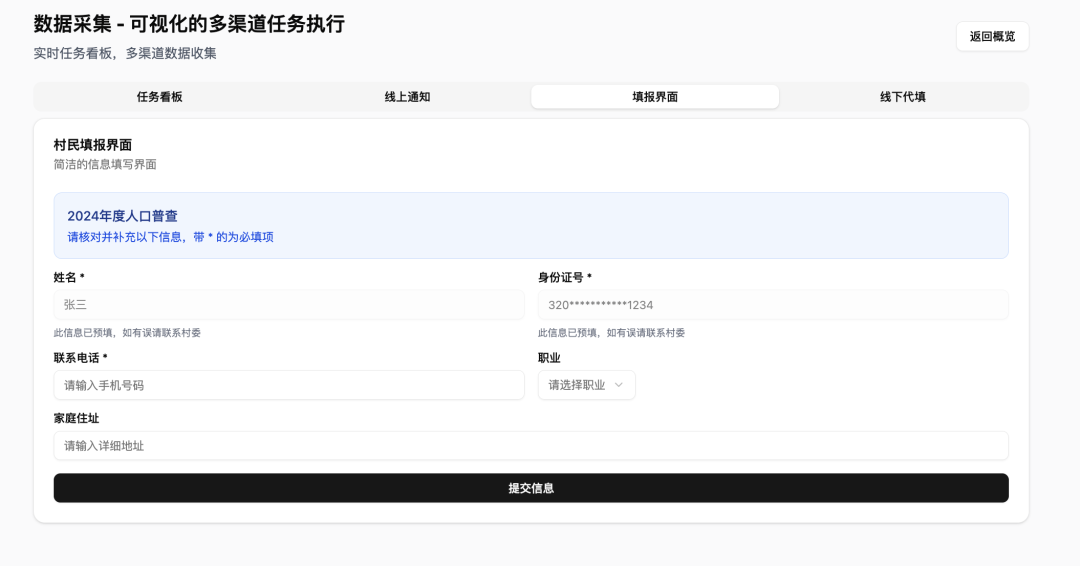 数据采集 - 可视化的多渠道任务执行
实时任务看板，多渠道数据收集
返回概览
任务看板
线上通知
填报界面
线下代填
村民填报界面
简洁的信息填写界面
2024年度人口普查
请核对并补充以下信息，带 * 的为必填项
姓名 *
身份证号 *
张三
320***********1234
此信息已预填，如有误请联系村委
此信息已预填，如有误请联系村委
联系电话 *
职业
请输入手机号码
请选择职业
家庭住址
请输入详细地址
提交信息